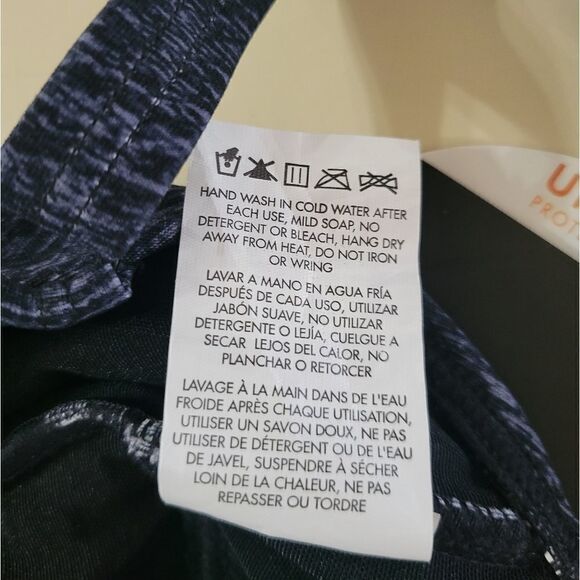 HAND WASH IN COLD WATER AFTER
EACH USE, MILD SOAP, NO
DETERGENT OR BLEACH, HANG DRY
AWAY FROM HEAT, DO NOT IRON
OR WRING
LAVAR A MANO EN AGUA FRÍA
DESPUÉS DE CADA USO, UTILIZAR
JABÓN SUAVE, NO UTILIZAR
DETERGENTE O LEJÍA, CUELGUE A
SECAR LEJOS DEL CALOR, NO
PLANCHAR O RETORCER
LAVAGE À LA MAIN DANS DE L'EAU
FROIDE APRÈS CHAQUE UTILISATION,
UTILISER UN SAVON DOUX, NE PAS
UTILISER DE DÉTERGENT OU DE L'EAU
DE JAVEL, SUSPENDRE À SÉCHER
LOIN DE LA CHALEUR, NE PAS
REPASSER OU TORDRE